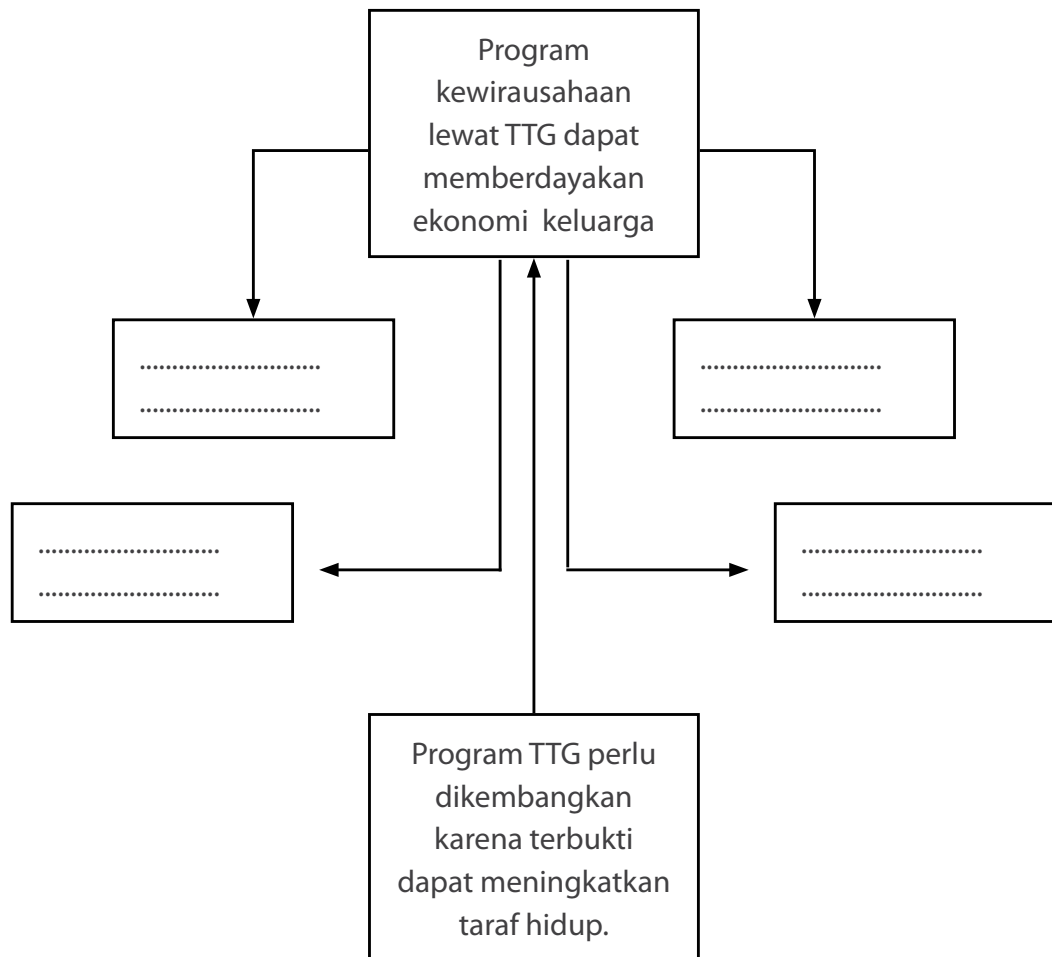 Program
kewirausahaan
lewat TTG dapat
memberdayakan
ekonomi keluarga
............................
............................
............................
............................
............................
............................
............................
............................
Program TTG perlu
dikembangkan
karena terbukti
dapat meningkatkan
taraf hidup.